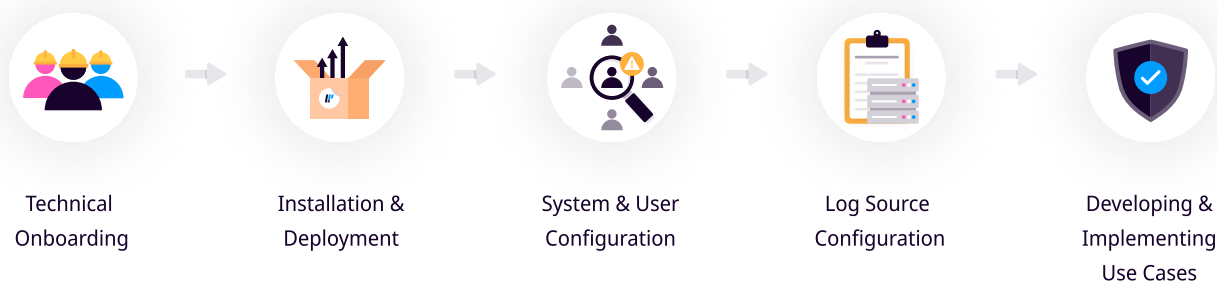 Technical
Onboarding
Installation &
Deployment
System & User
Configuration
Log Source
Configuration
Developing &
Implementing
Use Cases